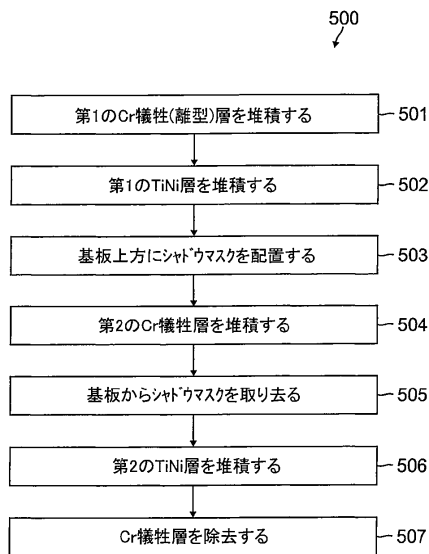 500
第1のCr犠牲(離型)層を堆積する 501
第1のTiNi層を堆積する 502
基板上方にシャドウマスクを配置する 503
第2のCr犠牲層を堆積する 504
基板からシャドウマスクを取り去る 505
第2のTiNi層を堆積する 506
Cr犠牲層を除去する 507